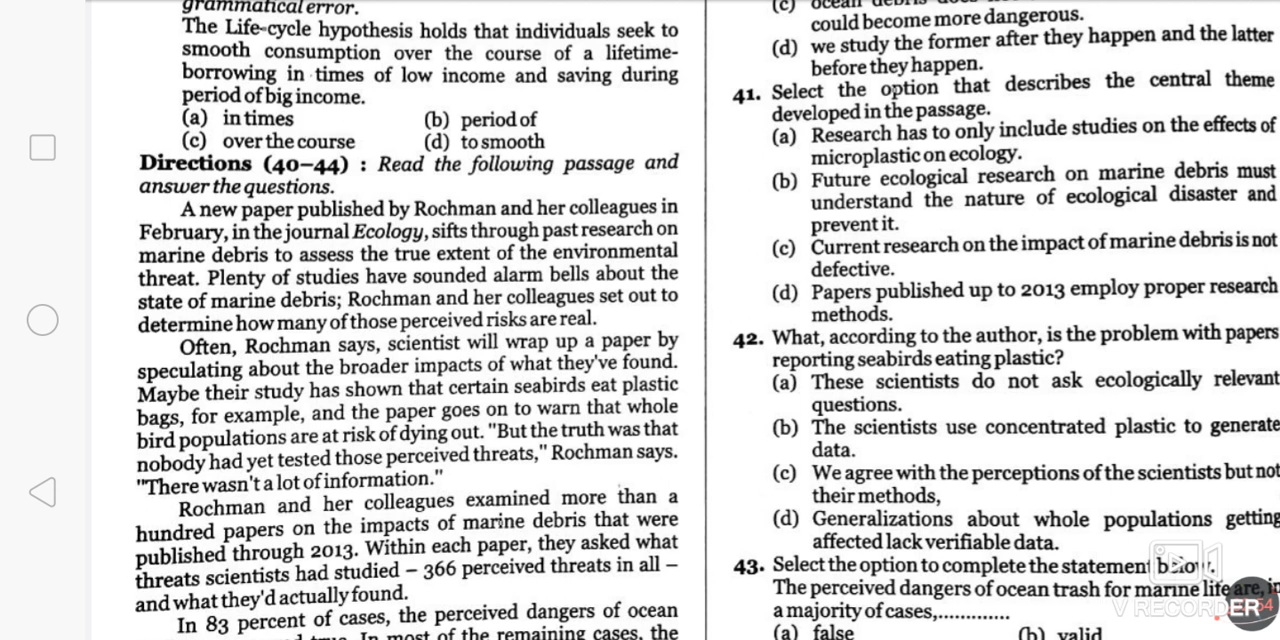 grammatical error.
The Life-cycle hypothesis holds that individuals seek to
smooth consumption over the course of a lifetime-
borrowing in times of low income and saving during
period of big income.
(a) in times (b) period of
(c) over the course (d) to smooth
Directions (40–44) : Read the following passage and
answer the questions.
A new paper published by Rochman and her colleagues in
February, in the journal Ecology, sifts through past research on
marine debris to assess the true extent of the environmental
threat. Plenty of studies have sounded alarm bells about the
state of marine debris; Rochman and her colleagues set out to
determine how many of those perceived risks are real.
Often, Rochman says, scientist will wrap up a paper by
speculating about the broader impacts of what they've found.
Maybe their study has shown that certain seabirds eat plastic
bags, for example, and the paper goes on to warn that whole
bird populations are at risk of dying out. "But the truth was that
nobody had yet tested those perceived threats," Rochman says.
"There wasn't a lot of information."
Rochman and her colleagues examined more than a
hundred papers on the impacts of marine debris that were
published through 2013. Within each paper, they asked what
threats scientists had studied – 366 perceived threats in all –
and what they'd actually found.
In 83 percent of cases, the perceived dangers of ocean
In most of the remaining cases, the
(c) ocean debris does
could become more dangerous.
(d) we study the former after they happen and the latter
before they happen.
41. Select the option that describes the central theme
developed in the passage.
(a) Research has to only include studies on the effects of
microplastic on ecology.
(b) Future ecological research on marine debris must
understand the nature of ecological disaster and
prevent it.
(c) Current research on the impact of marine debris is not
defective.
(d) Papers published up to 2013 employ proper research
methods.
42. What, according to the author, is the problem with papers
reporting seabirds eating plastic?
(a) These scientists do not ask ecologically relevant
questions.
(b) The scientists use concentrated plastic to generate
data.
(c) We agree with the perceptions of the scientists but not
their methods,
(d) Generalizations about whole populations getting
affected lack verifiable data.
43. Select the option to complete the statement below.
The perceived dangers of ocean trash for marine life are, in
a majority of cases,.............
(a) false (b) valid
V RECORDER